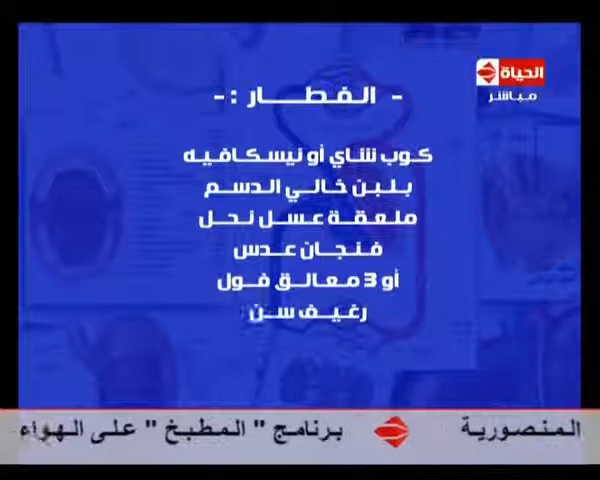 الحياة
مباشر
- الفطــــار :-
كوب شاي أو نيسكافيه
بلبن خالي الدسم
ملعقة عسل نحل
فنجان عدس
أو 3 معالق فول
رغيف سن
المنصورية
برنامج " المطبخ " على الهواء